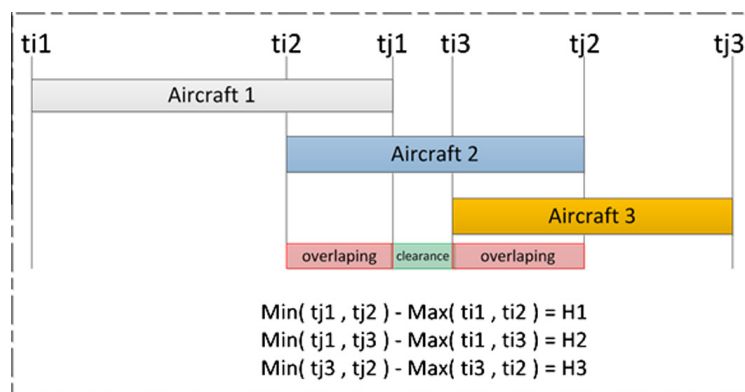 ti1 ti2 tj1 ti3 tj2 tj3
Aircraft 1
Aircraft 2
Aircraft 3
overlaping clearance overlaping
Min( tj1 , tj2 ) - Max( ti1 , ti2 ) = H1
Min( tj1 , tj3 ) - Max( ti1 , ti3 ) = H2
Min( tj3 , tj2 ) - Max( ti3 , ti2 ) = H3